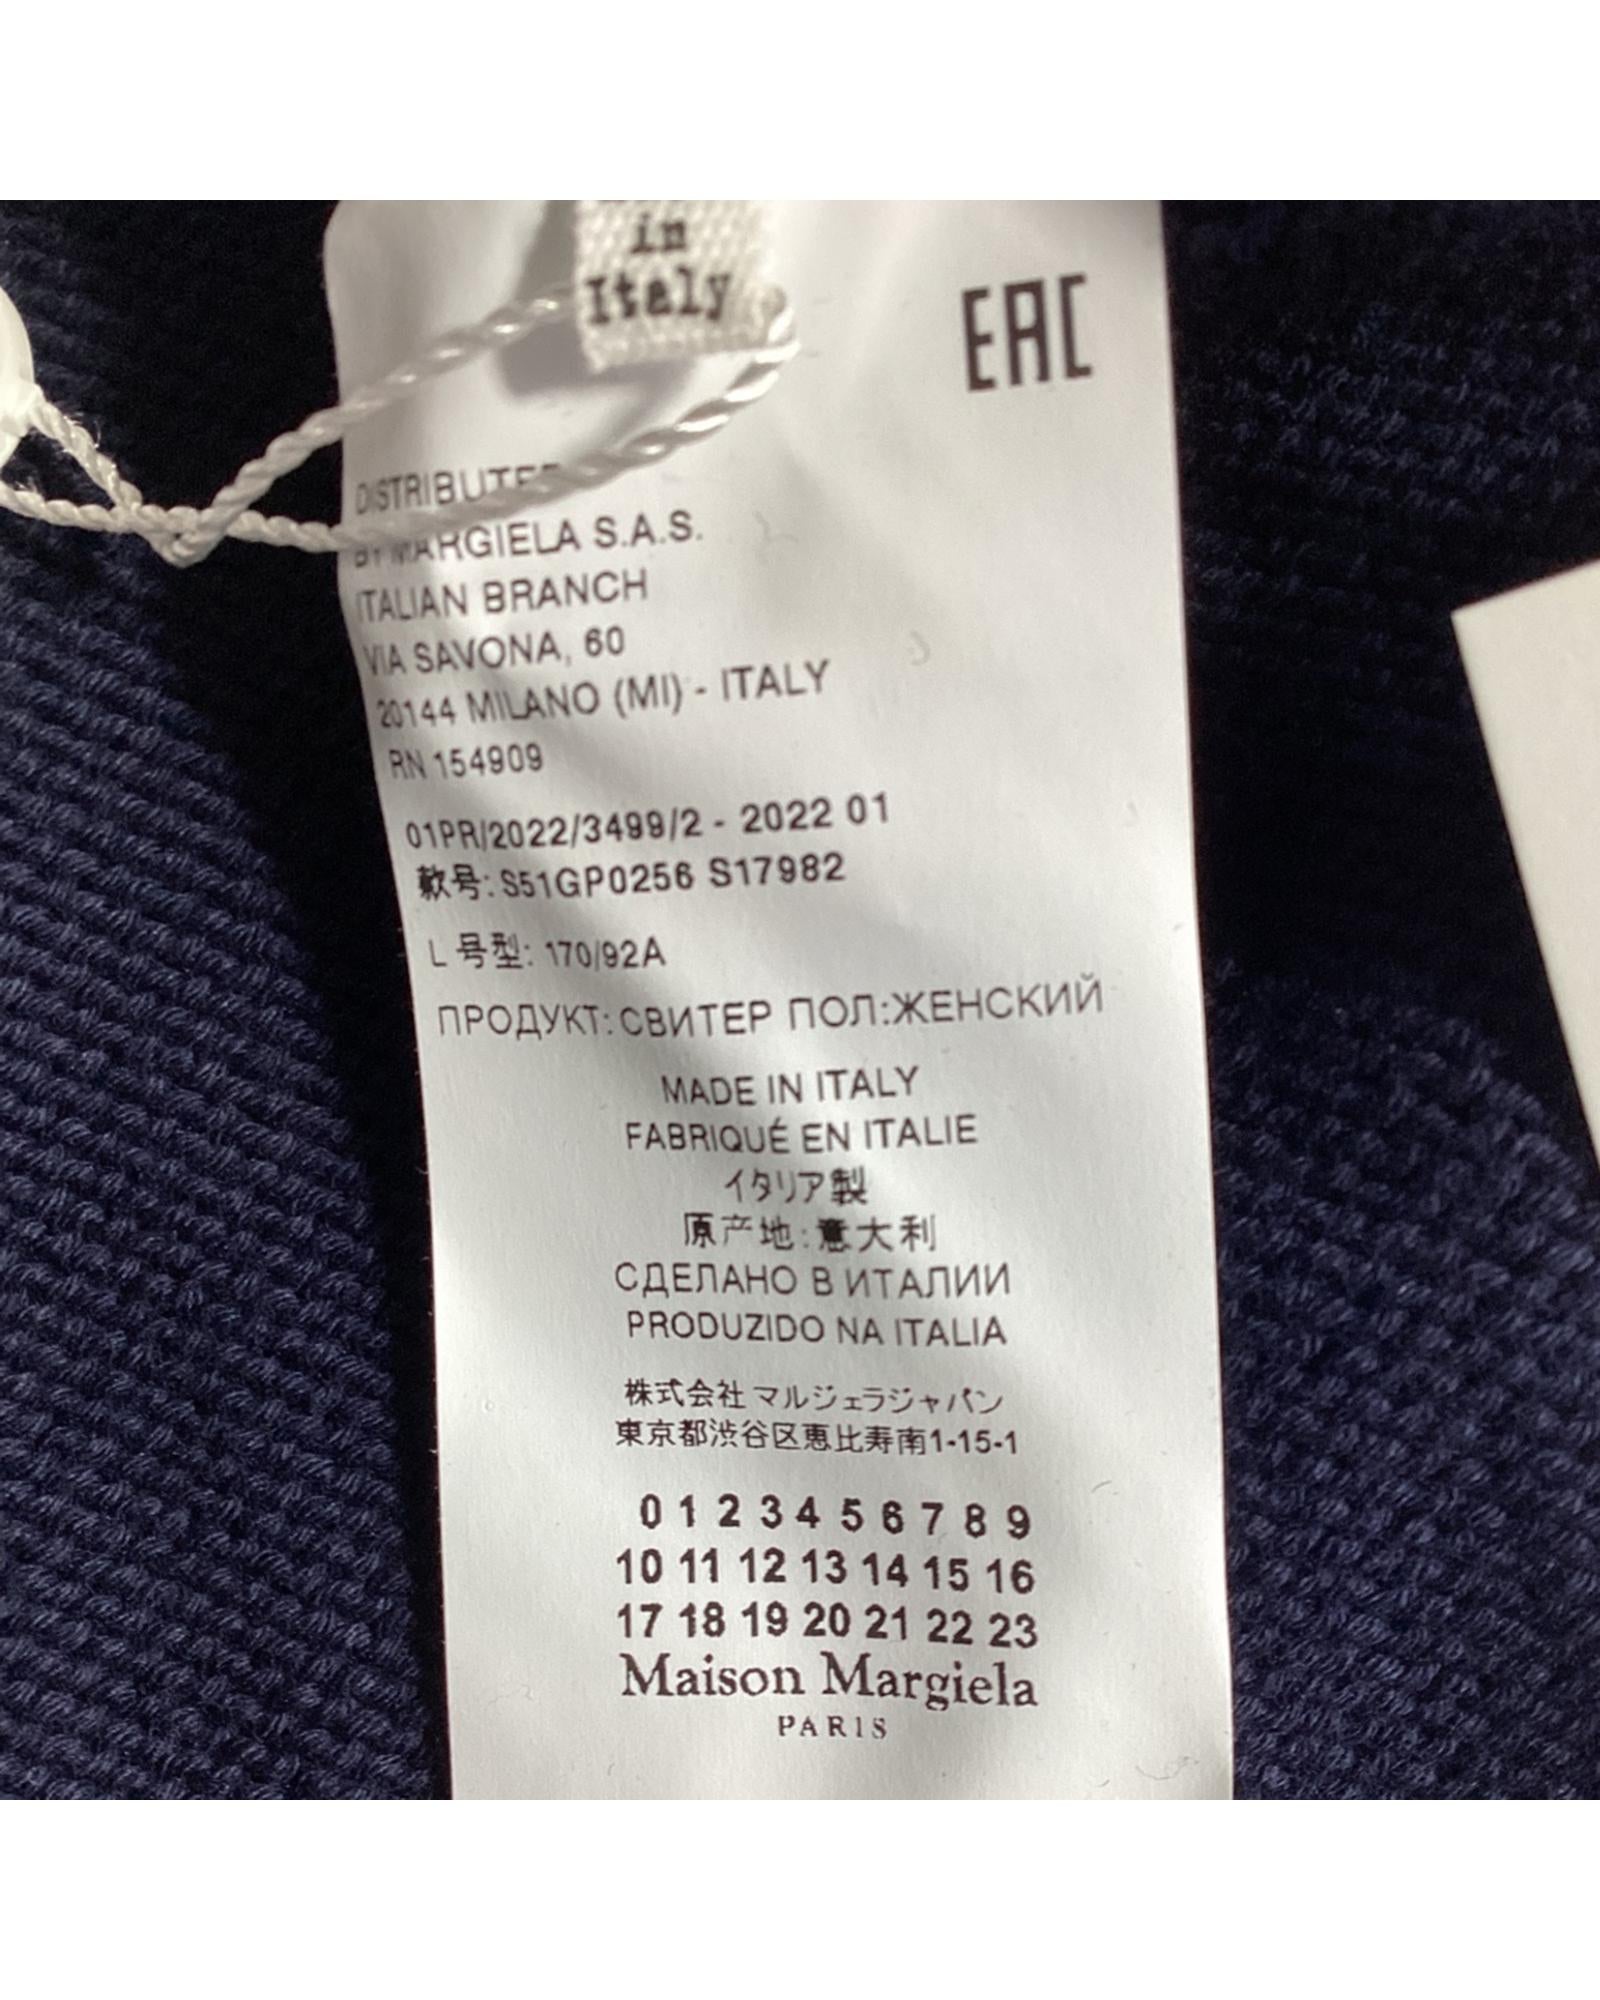 in
Italy
EAC
DISTRIBUTED
BY MARGIELA S.A.S.
ITALIAN BRANCH
VIA SAVONA, 60
20144 MILANO (MI) - ITALY
RN 154909
01PR/2022/3499/2 - 2022 01
款号: S51GP0256 S17982
L 号型: 170/92A
ПРОДУКТ: СВИТЕР ПОЛ:ЖЕНСКИЙ
MADE IN ITALY
FABRIQUÉ EN ITALIE
イタリア製
原产地:意大利
СДЕЛАНО В ИТАЛИИ
PRODUZIDO NA ITALIA
株式会社 マルジェラジャパン
東京都渋谷区恵比寿南1-15-1
0 1 2 3 4 5 6 7 8 9
10 11 12 13 14 15 16
17 18 19 20 21 22 23
Maison Margiela
PARIS